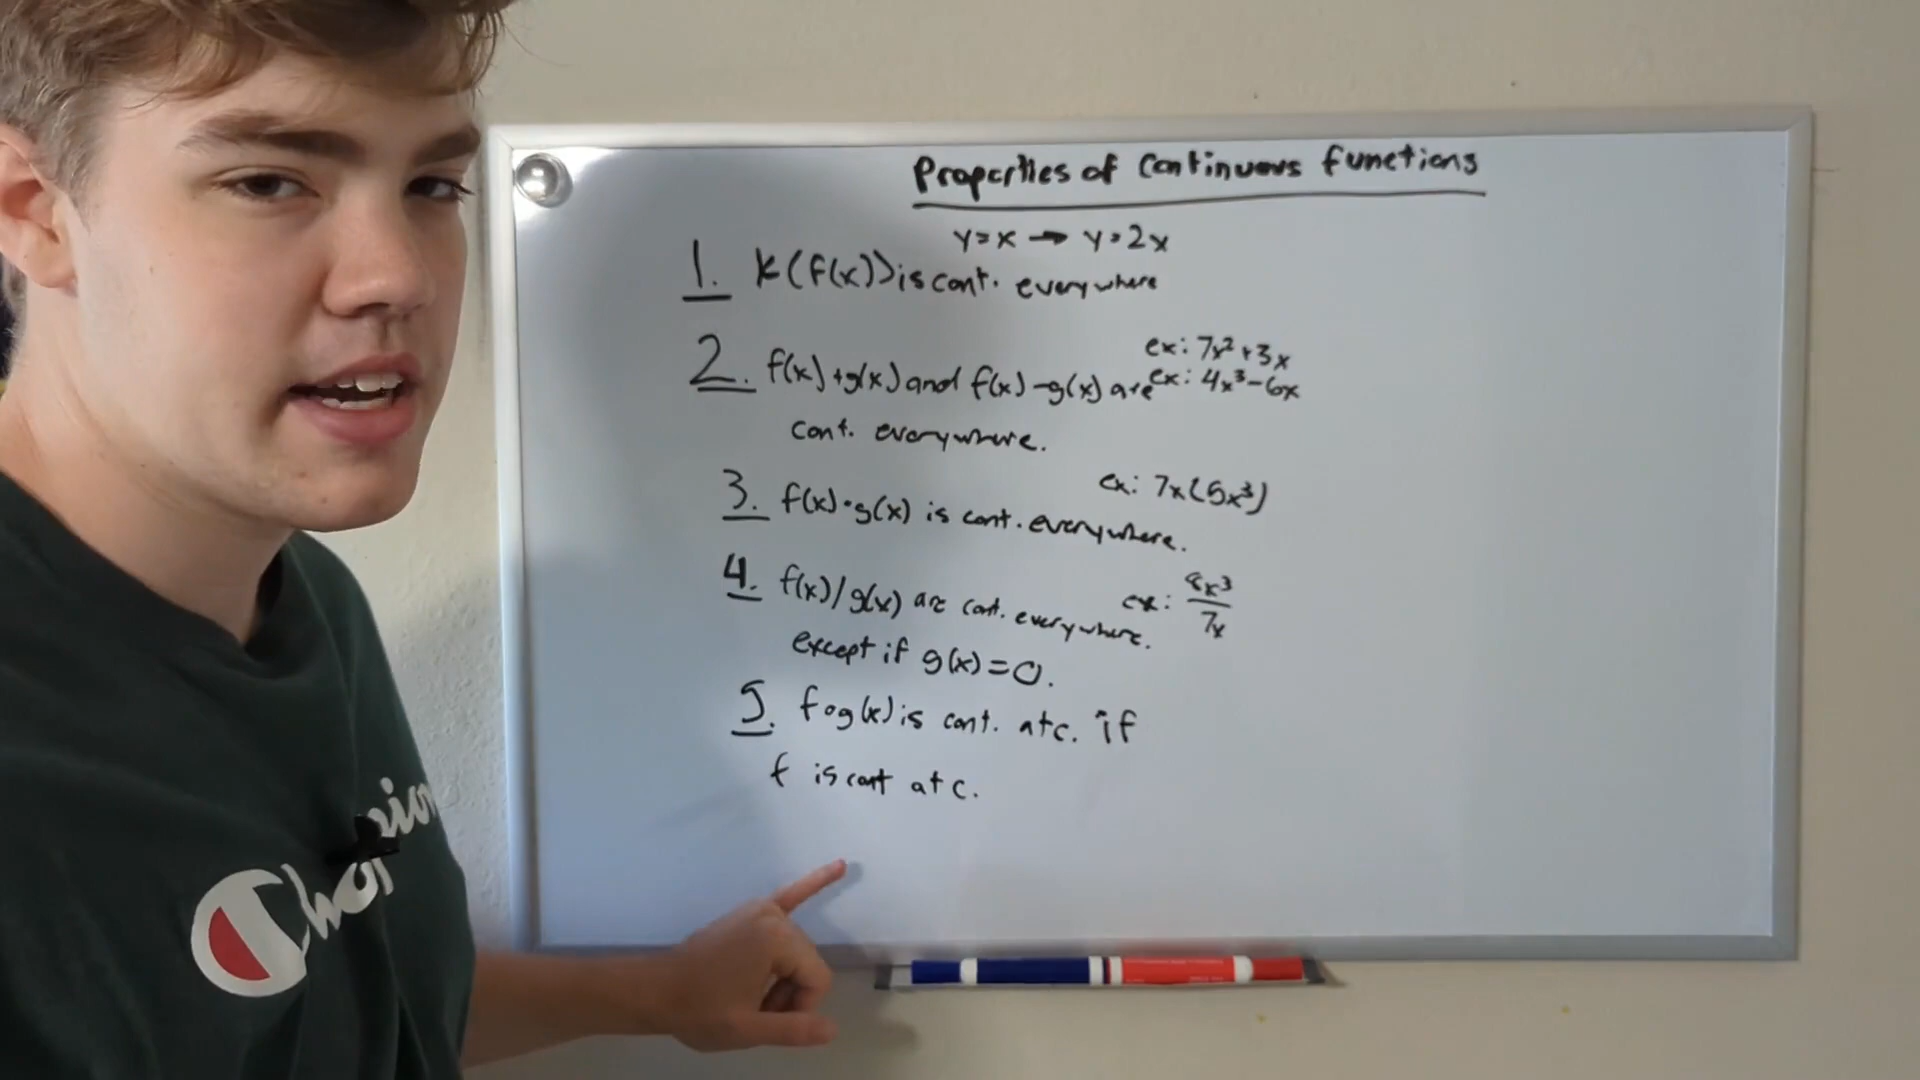 Properties of Continuous Functions
y=x → y=2x
1. k(f(x)) is cont. everywhere
2. f(x)+g(x) and f(x)-g(x) are
ex: 7x²+3x
ex: 4x³-6x
cont. everywhere.
3. f(x)·g(x) is cont. everywhere.
ex: 7x(5x³)
4. f(x)/g(x) are cont. everywhere.
ex: 8x³/7x
except if g(x)=0.
5. fog(x) is cont. at c. if
f is cont at c.
Champion